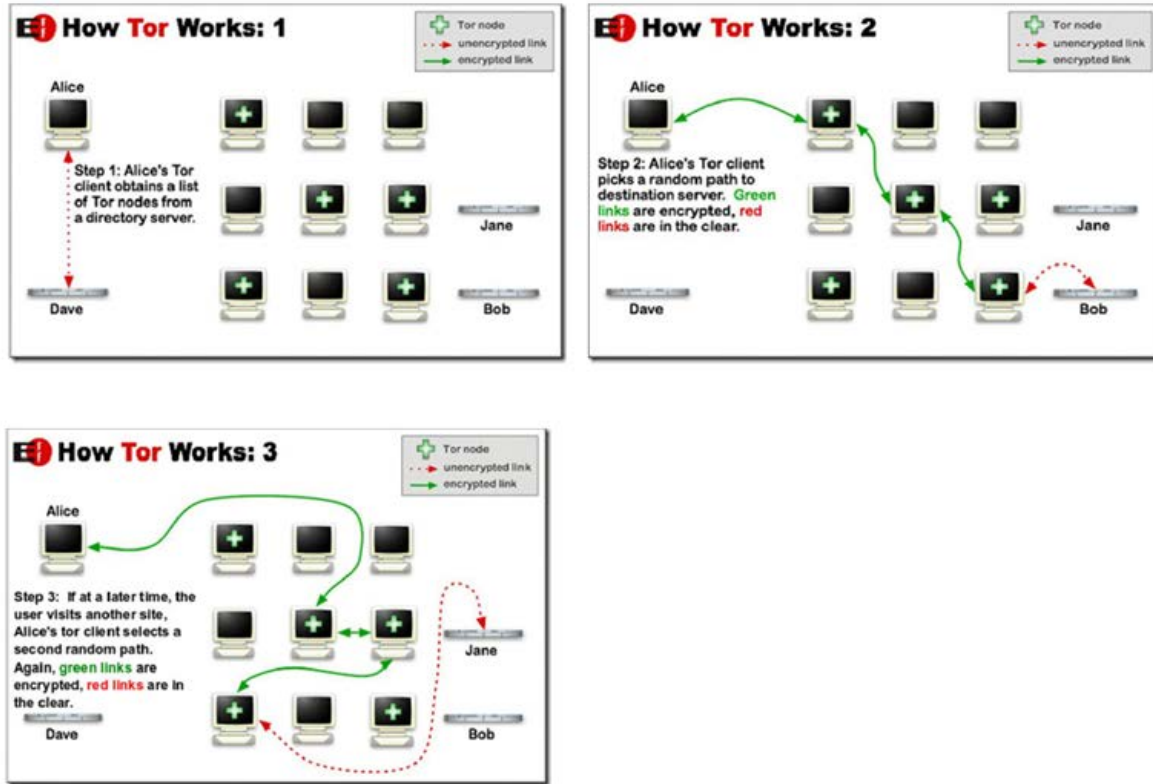 How Tor Works: 1
Tor node
unencrypted link
encrypted link
Alice
Step 1: Alice's Tor
client obtains a list
of Tor nodes from
a directory server.
Jane
Dave
Bob
How Tor Works: 2
Tor node
unencrypted link
encrypted link
Alice
Step 2: Alice's Tor client
picks a random path to
destination server. Green
links are encrypted, red
links are in the clear.
Jane
Dave
Bob
How Tor Works: 3
Tor node
unencrypted link
encrypted link
Alice
Step 3: If at a later time, the
user visits another site,
Alice's tor client selects a
second random path.
Again, green links are
encrypted, red links are in
the clear.
Jane
Dave
Bob